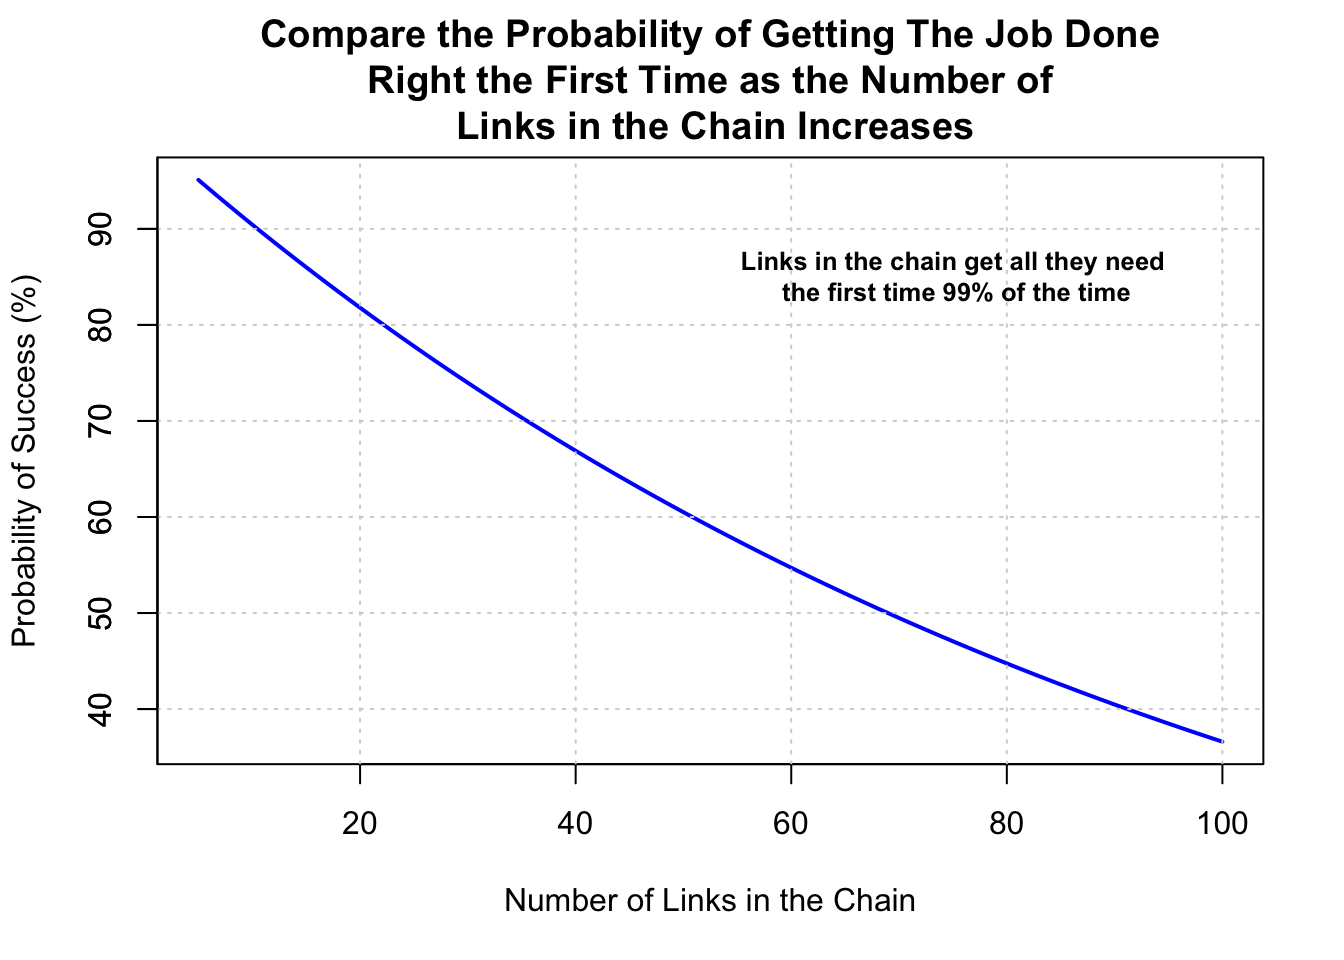 Compare the Probability of Getting The Job Done
Right the First Time as the Number of
Links in the Chain Increases
Links in the chain get all they need
the first time 99% of the time
Probability of Success (%)
90
80
70
60
50
40
20
40
60
80
100
Number of Links in the Chain